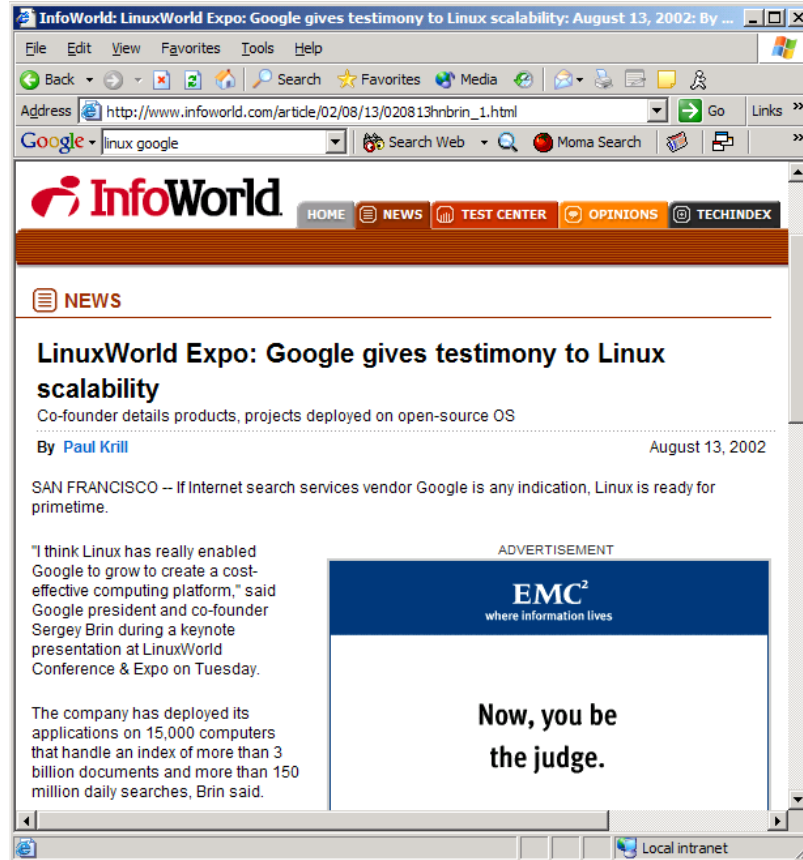 InfoWorld: LinuxWorld Expo: Google gives testimony to Linux scalability: August 13, 2002: By ...
File Edit View Favorites Tools Help
Back Search Favorites Media
Address http://www.infoworld.com/article/02/08/13/020813hnbrin_1.html Go Links »
Google linux google Search Web Moma Search »
InfoWorld
HOME NEWS TEST CENTER OPINIONS TECHINDEX
NEWS
LinuxWorld Expo: Google gives testimony to Linux
scalability
Co-founder details products, projects deployed on open-source OS
By Paul Krill August 13, 2002
SAN FRANCISCO -- If Internet search services vendor Google is any indication, Linux is ready for
primetime.
"I think Linux has really enabled
Google to grow to create a cost-
effective computing platform," said
Google president and co-founder
Sergey Brin during a keynote
presentation at LinuxWorld
Conference & Expo on Tuesday.
The company has deployed its
applications on 15,000 computers
that handle an index of more than 3
billion documents and more than 150
million daily searches, Brin said.
ADVERTISEMENT
EMC²
where information lives
Now, you be
the judge.
Local intranet